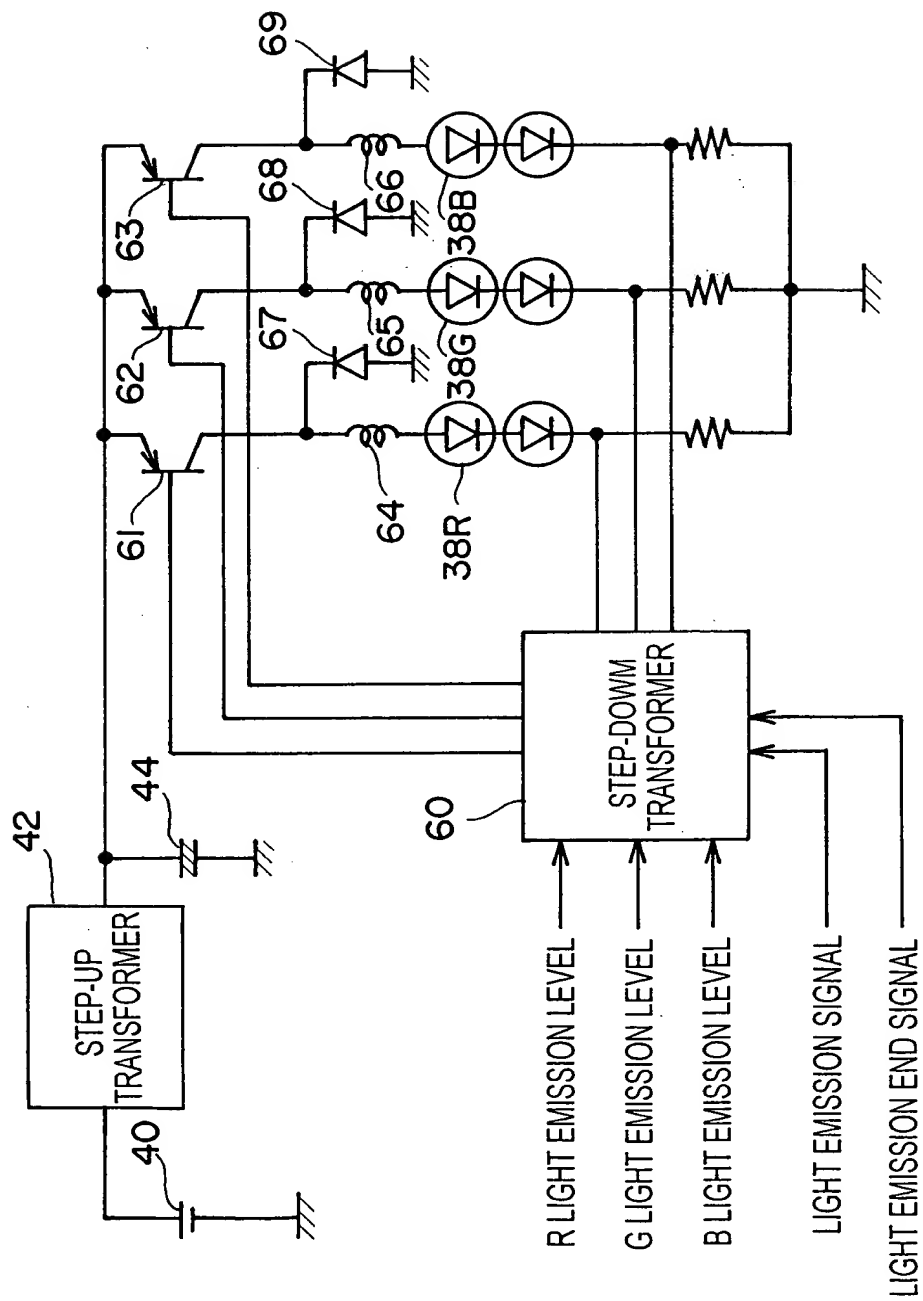 42
STEP-UP
TRANSFORMER
40
44
61
62
63
64
65
66
67
68
69
38R
38G
38B
60
STEP-DOWM
TRANSFORMER
R LIGHT EMISSION LEVEL
G LIGHT EMISSION LEVEL
B LIGHT EMISSION LEVEL
LIGHT EMISSION SIGNAL
LIGHT EMISSION END SIGNAL